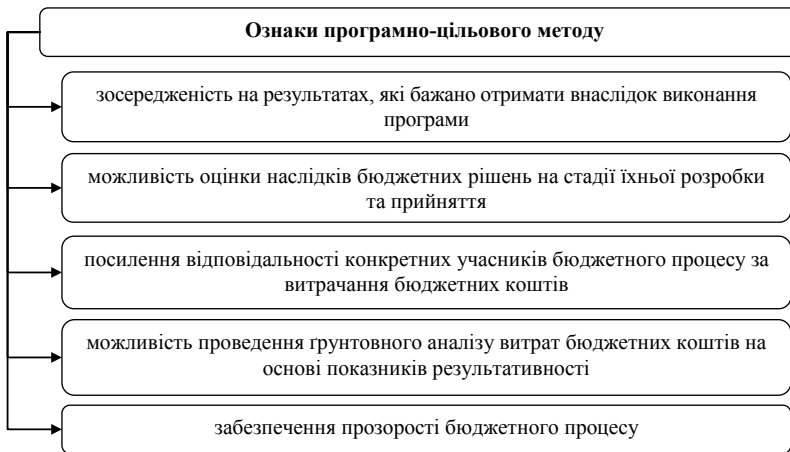 Ознаки програмно-цільового методу
зосередженість на результатах, які бажано отримати внаслідок виконання
програми
можливість оцінки наслідків бюджетних рішень на стадії їхньої розробки
та прийняття
посилення відповідальності конкретних учасників бюджетного процесу за
витрачання бюджетних коштів
можливість проведення ґрунтовного аналізу витрат бюджетних коштів на
основі показників результативності
забезпечення прозорості бюджетного процесу